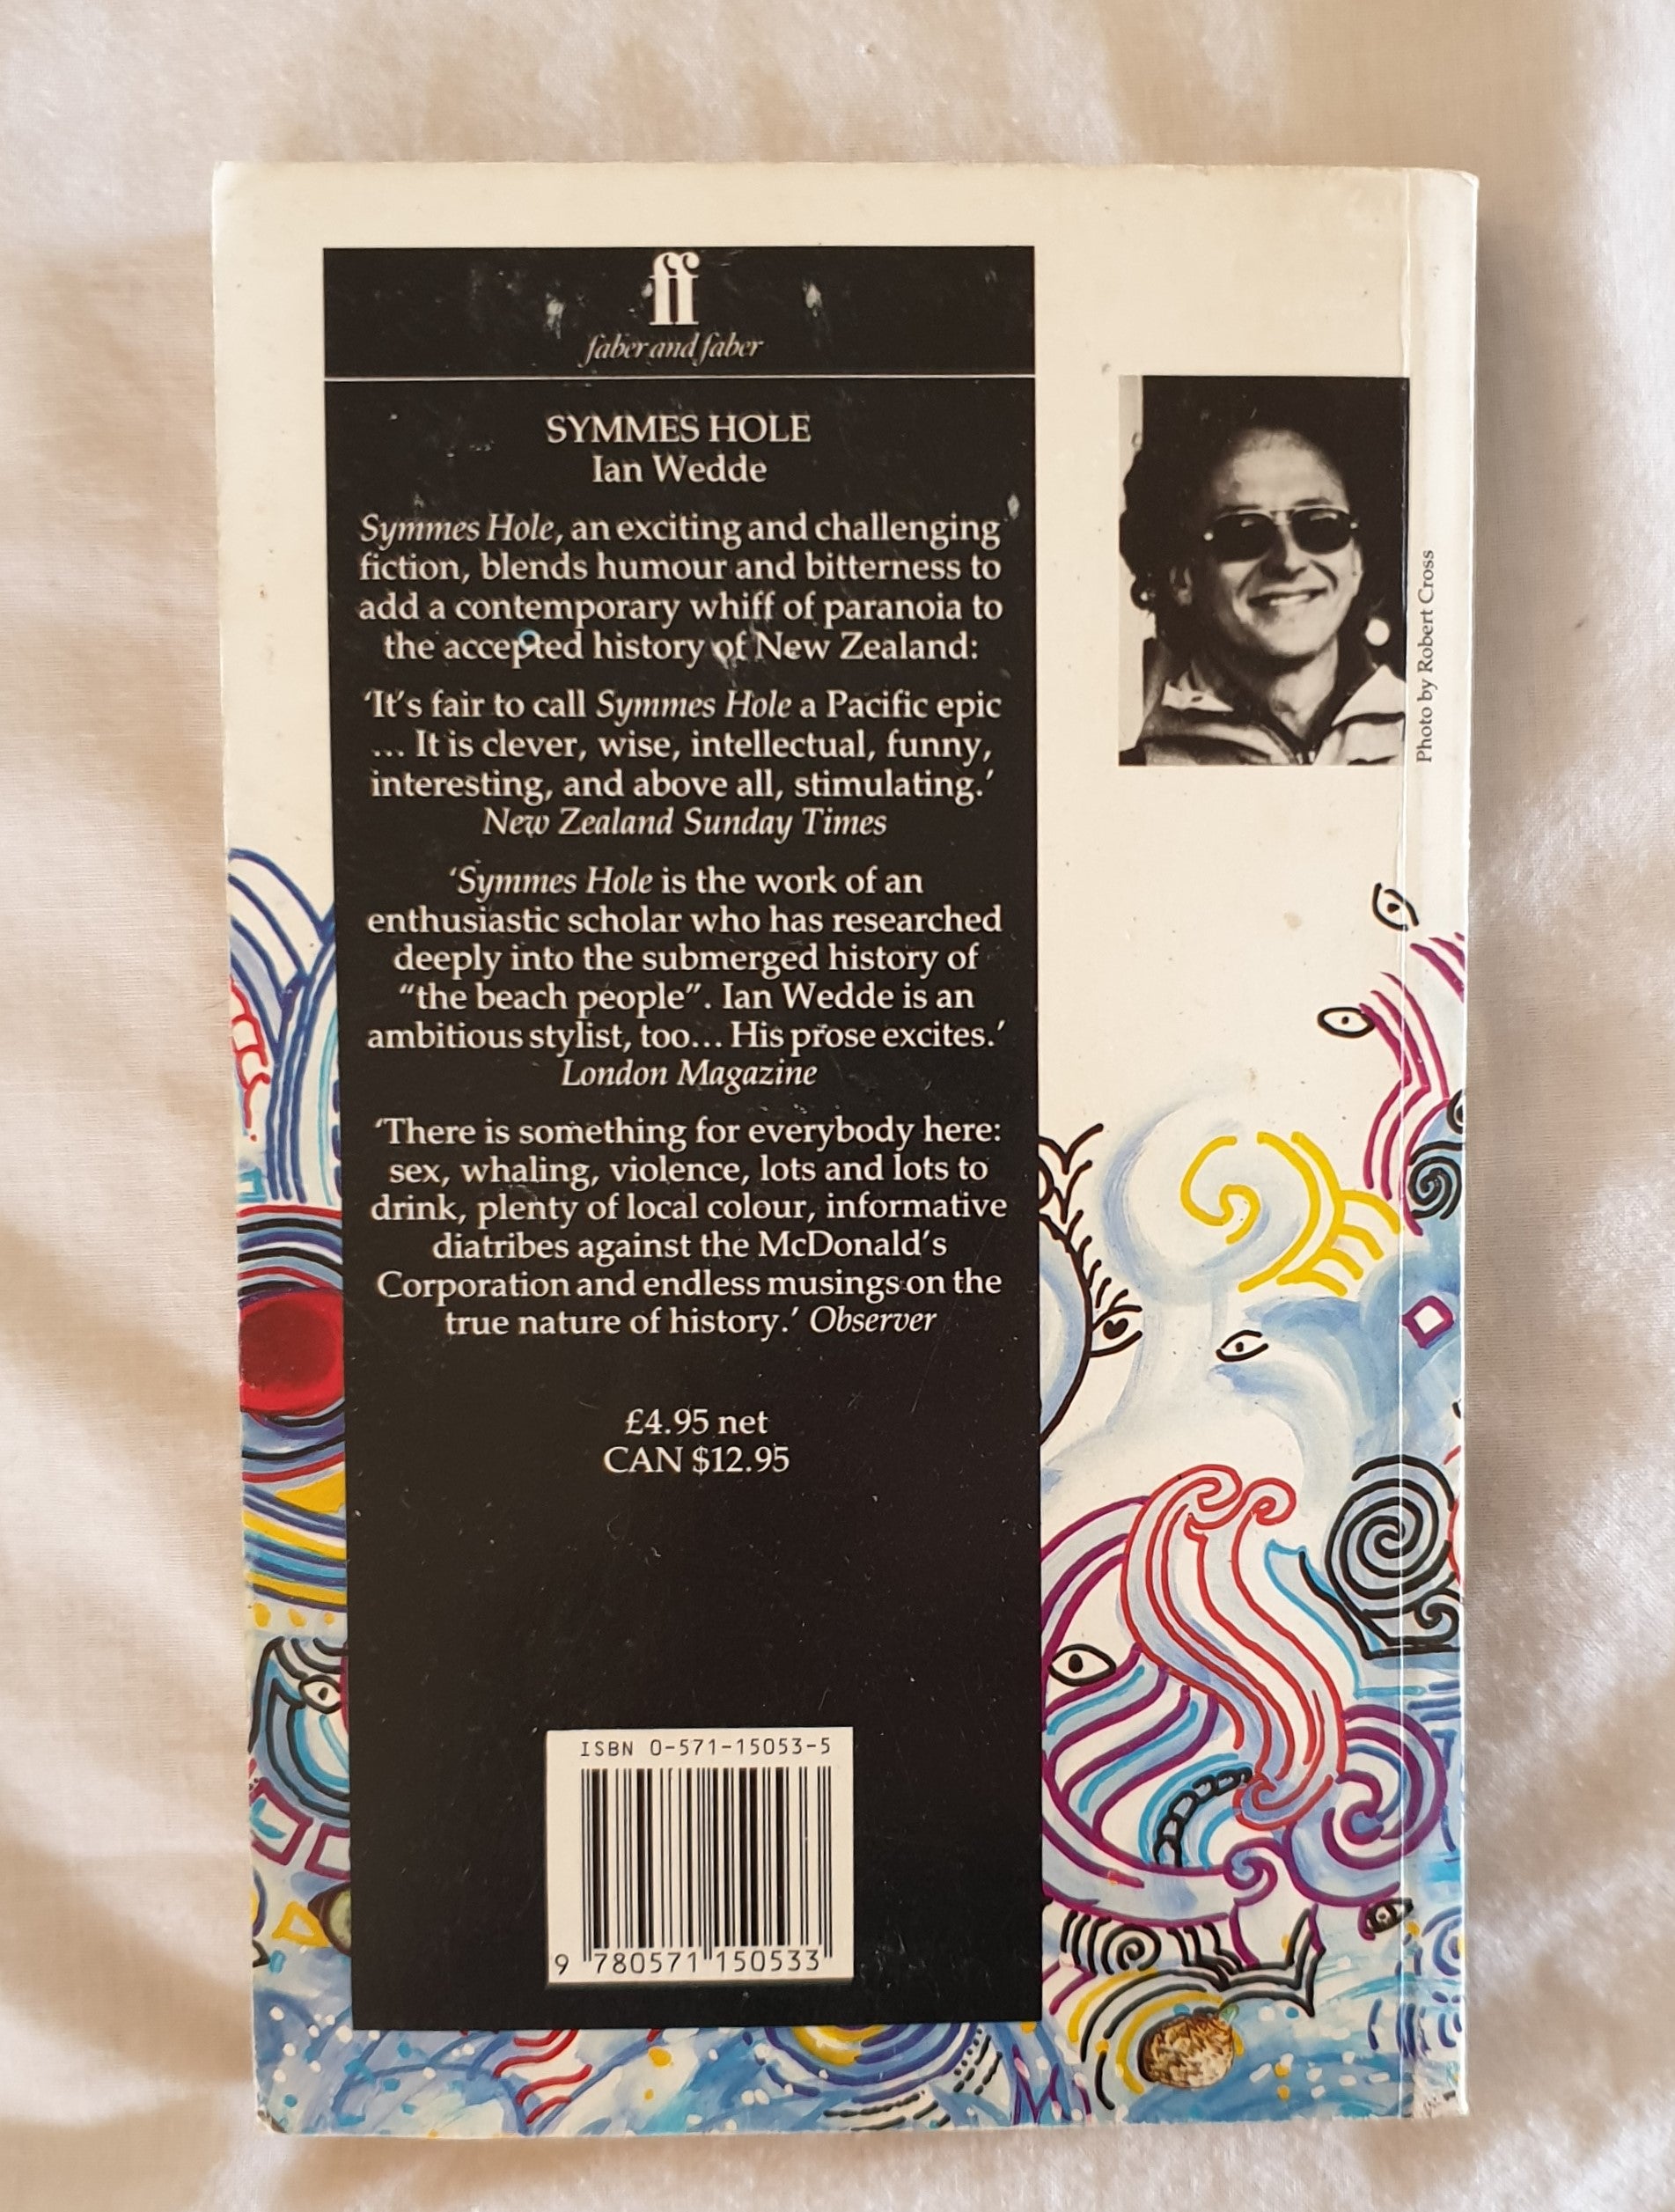 ff
faber and faber
SYMMES HOLE
Ian Wedde
Symmes Hole, an exciting and challenging
fiction, blends humour and bitterness to
add a contemporary whiff of paranoia to
the accepted history of New Zealand:
‘It’s fair to call Symmes Hole a Pacific epic
... It is clever, wise, intellectual, funny,
interesting, and above all, stimulating.’
New Zealand Sunday Times
‘Symmes Hole is the work of an
enthusiastic scholar who has researched
deeply into the submerged history of
“the beach people”. Ian Wedde is an
ambitious stylist, too... His prose excites.’
London Magazine
‘There is something for everybody here:
sex, whaling, violence, lots and lots to
drink, plenty of local colour, informative
diatribes against the McDonald’s
Corporation and endless musings on the
true nature of history.’ Observer
£4.95 net
CAN $12.95
ISBN 0-571-15053-5
9 780571 150533
Photo by Robert Cross